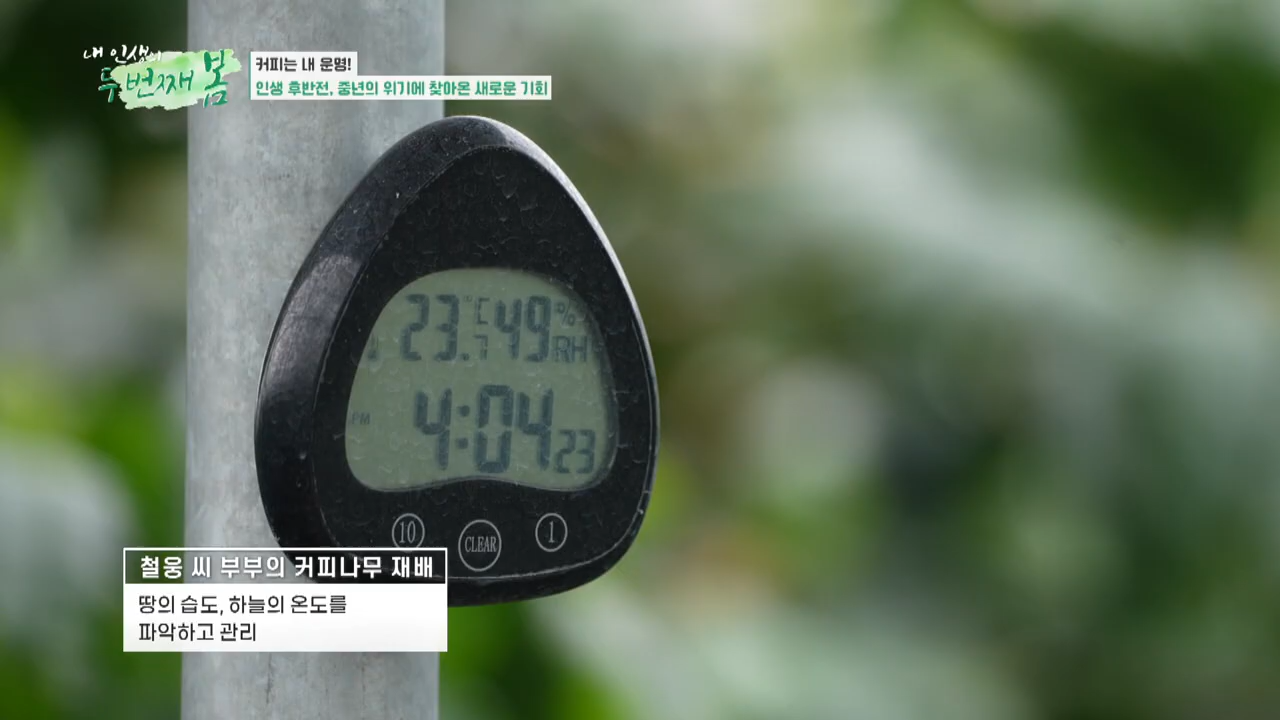 내 인생의
두 번째 봄
커피는 내 운명!
인생 후반전, 중년의 위기에 찾아온 새로운 기회
23.7 °C 49 % RH
PM 4:04 23
10 CLEAR 1
철웅 씨 부부의 커피나무 재배
땅의 습도, 하늘의 온도를
파악하고 관리